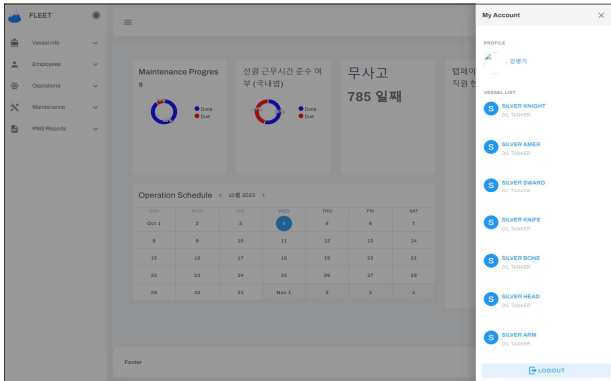 FLEET
Vessel info
Employees
Operations
Maintenance
PMS Reports
Maintenance Progres
s
Done
Due
선원 근무시간 준수 여
부 (국내법)
Done
Due
무사고
785 일째
탭페이
직원 현
Operation Schedule
10월 2023
SUN MON TUE WED THU FRI SAT
Oct 1 2 3 4 5 6 7
8 9 10 11 12 13 14
15 16 17 18 19 20 21
22 23 24 25 26 27 28
29 30 31 Nov 1 2 3 4
Footer
My Account
PROFILE
강병기
VESSEL LIST
S
SILVER KNIGHT
OIL TANKER
S
SILVER AMER
OIL TANKER
S
SILVER SWARD
OIL TANKER
S
SILVER KNIFE
OIL TANKER
S
SILVER BONE
OIL TANKER
S
SILVER HEAD
OIL TANKER
S
SILVER ARM
OIL TANKER
LOGOUT